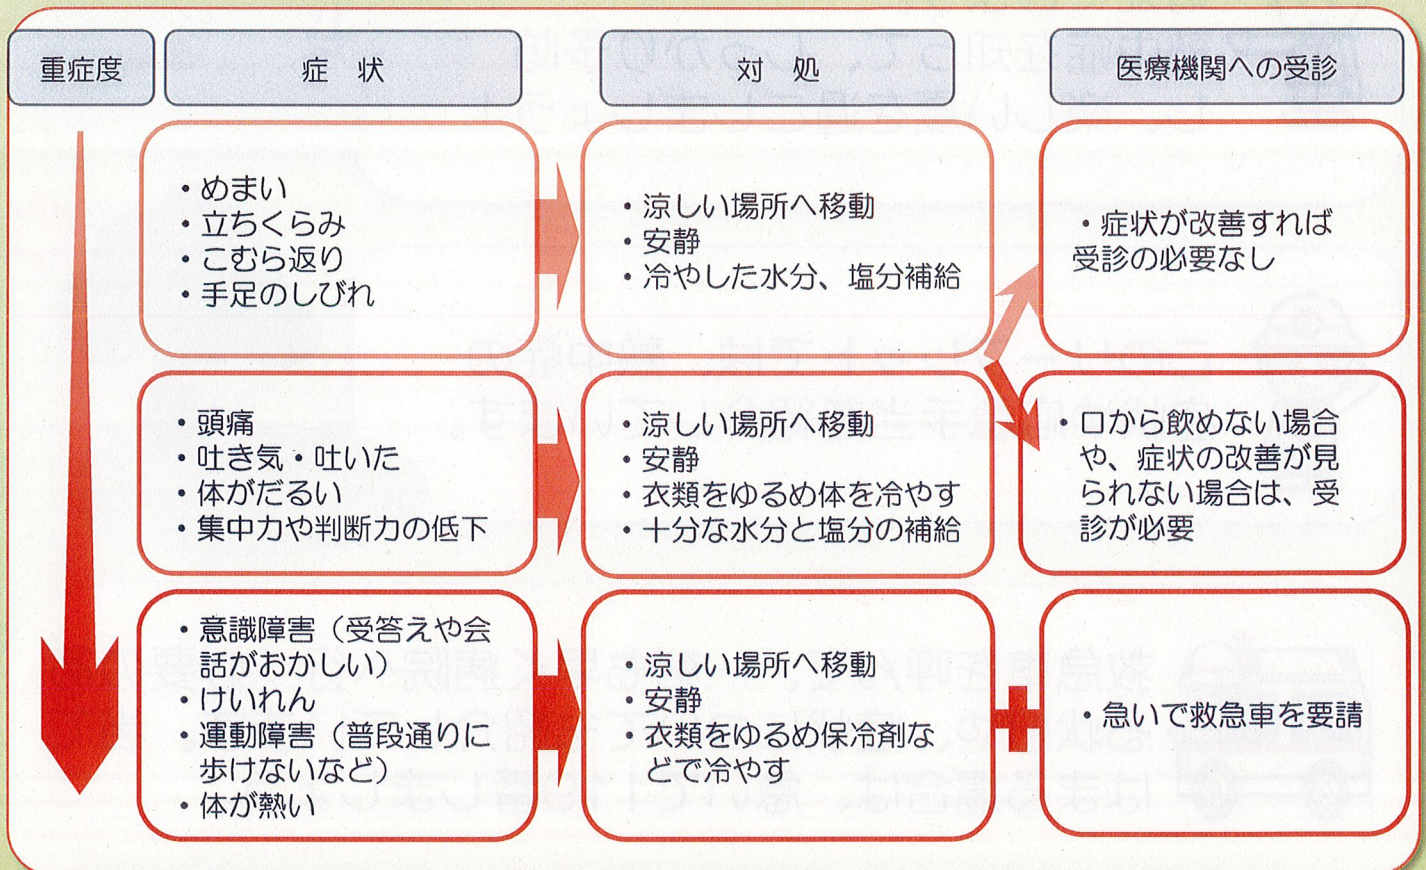 重症度
症 状
対 処
医療機関への受診
・めまい
・立ちくらみ
・こむら返り
・手足のしびれ
・涼しい場所へ移動
・安静
・冷やした水分、塩分補給
・症状が改善すれば
受診の必要なし
・頭痛
・吐き気・吐いた
・体がだるい
・集中力や判断力の低下
・涼しい場所へ移動
・安静
・衣類をゆるめ体を冷やす
・十分な水分と塩分の補給
・口から飲めない場合
や、症状の改善が見
られない場合は、受
診が必要
・意識障害（受答えや会
話がおかしい）
・けいれん
・運動障害（普段通りに
歩けないなど）
・体が熱い
・涼しい場所へ移動
・安静
・衣類をゆるめ保冷剤な
どで冷やす
・急いで救急車を要請